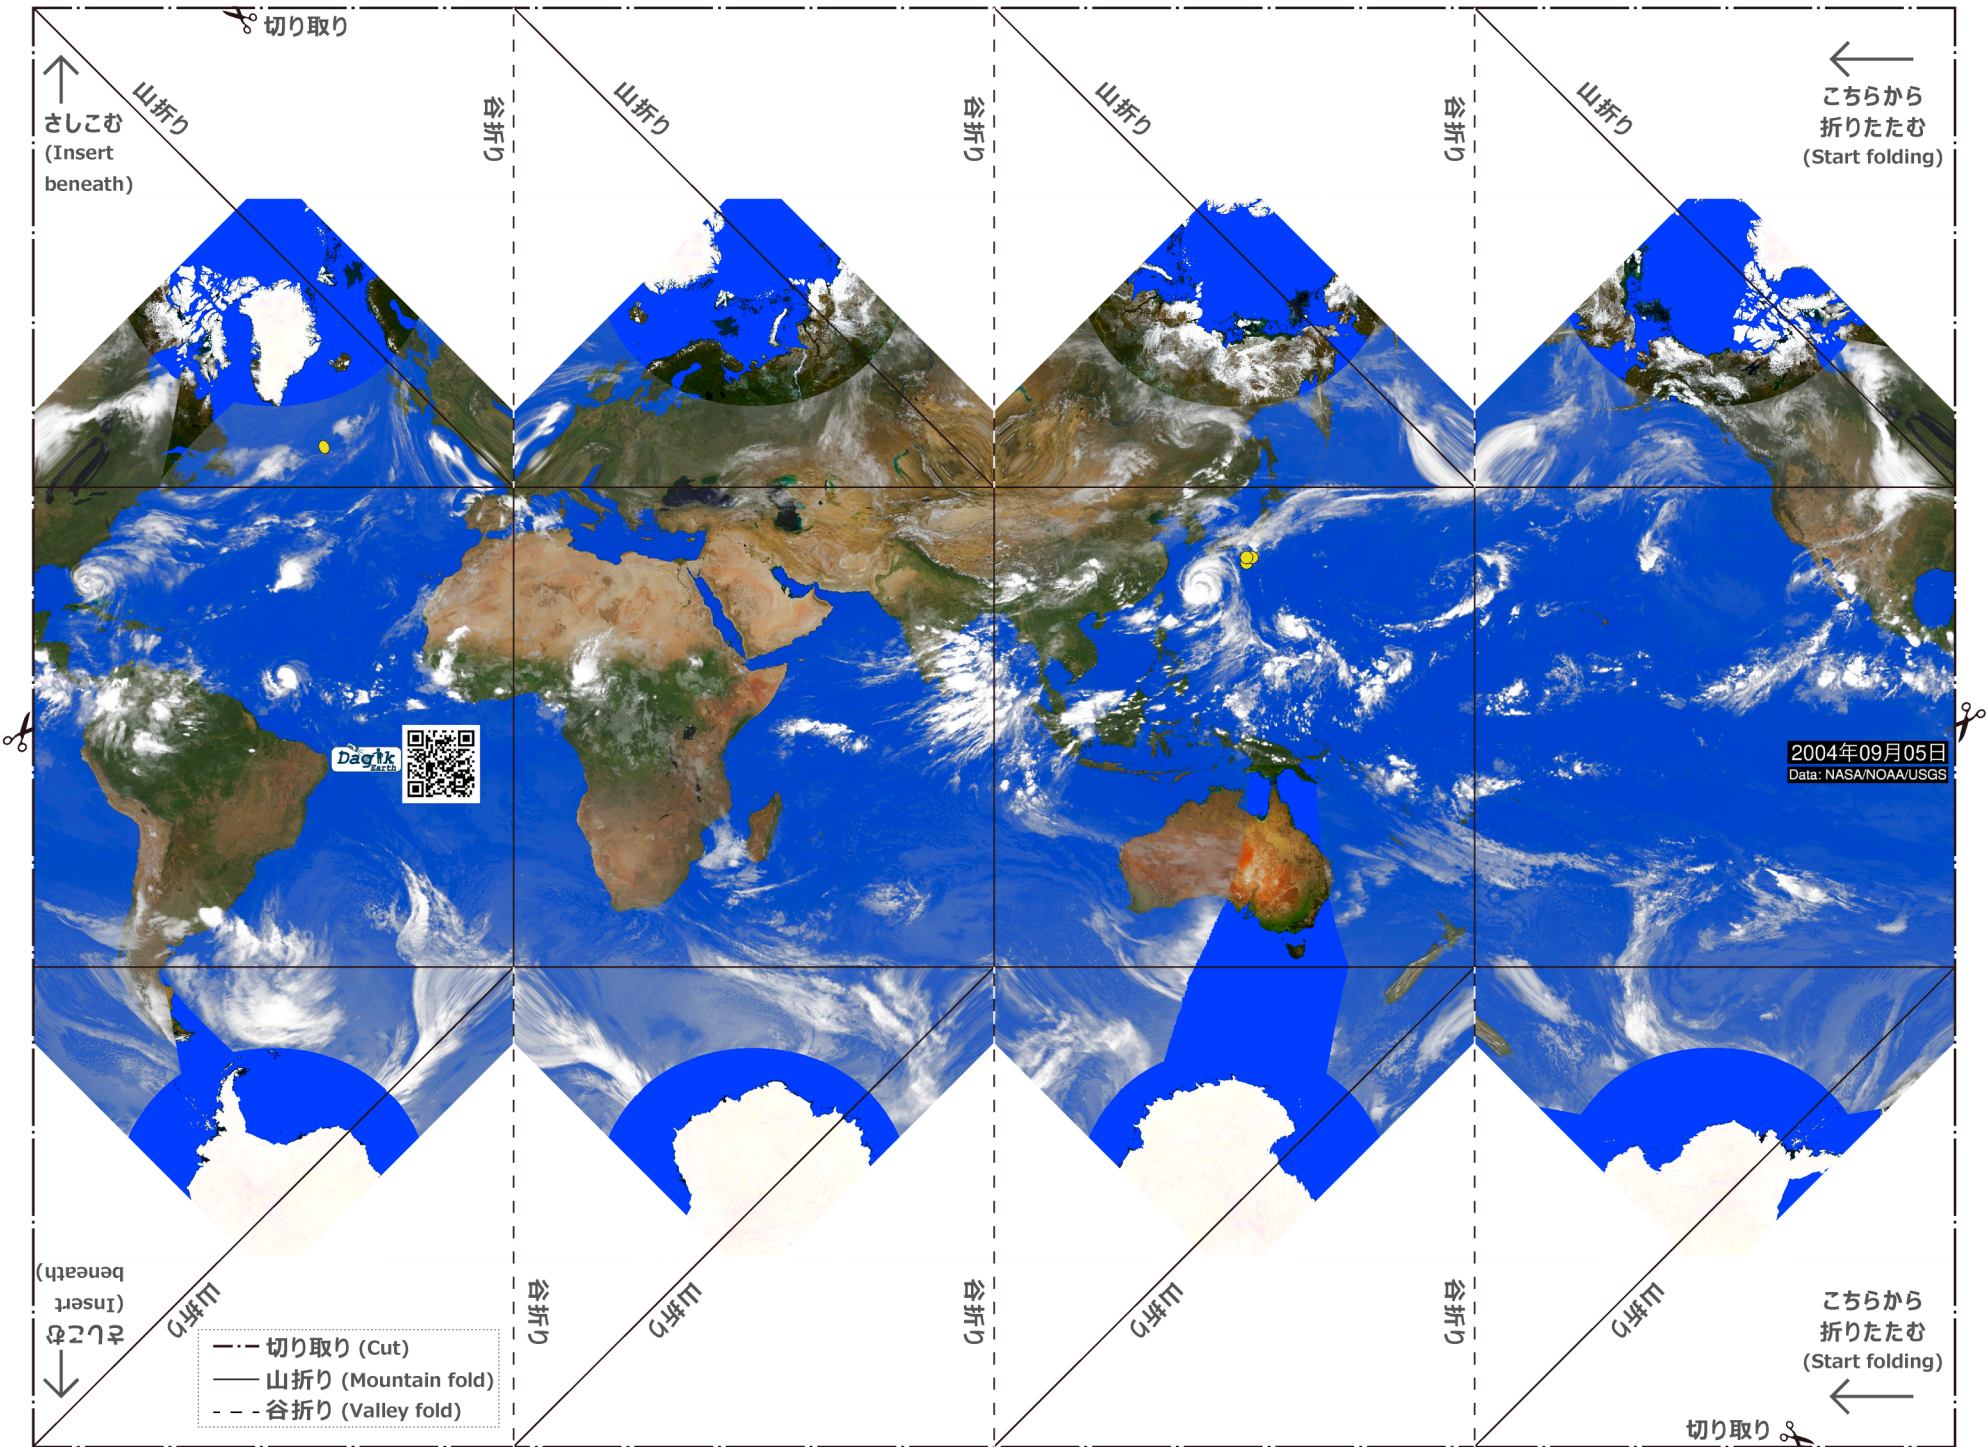 切り取り
山折り
谷折り
山折り
谷折り
山折り
谷折り
山折り
さしこむ
(Insert
beneath)
こちらから
折りたたむ
(Start folding)
Dagik
Earth
2004年09月05日
Data: NASA/NOAA/USGS
さしこむ
(Insert
beneath)
山折り
谷折り
山折り
谷折り
山折り
谷折り
山折り
こちらから
折りたたむ
(Start folding)
切り取り (Cut)
山折り (Mountain fold)
谷折り (Valley fold)
切り取り